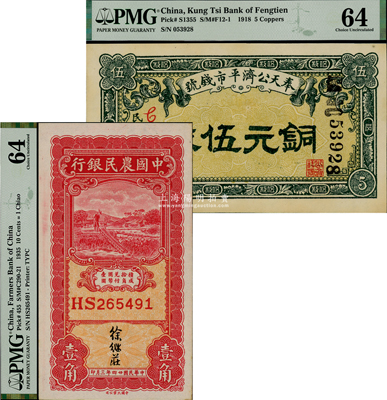 PMG
PAPER MONEY GUARANTY
China, Kung Tsi Bank of Fengtien
Pick# S1355 S/M#F12-1 1918 5 Coppers
S/N 053928
64
Choice Uncirculated
伍
奉天公濟平市錢號
伍
民
053928
銅元伍
5
PMG
PAPER MONEY GUARANTY
China, Farmers Bank of China
Pick# 455 S/M#C290-21 1935 10 Cents = 1 Chiao
S/N HS265491 - Printer: TYPC
64
Choice Uncirculated
中國農民銀行
HS265491
徐繼莊
壹角
壹角